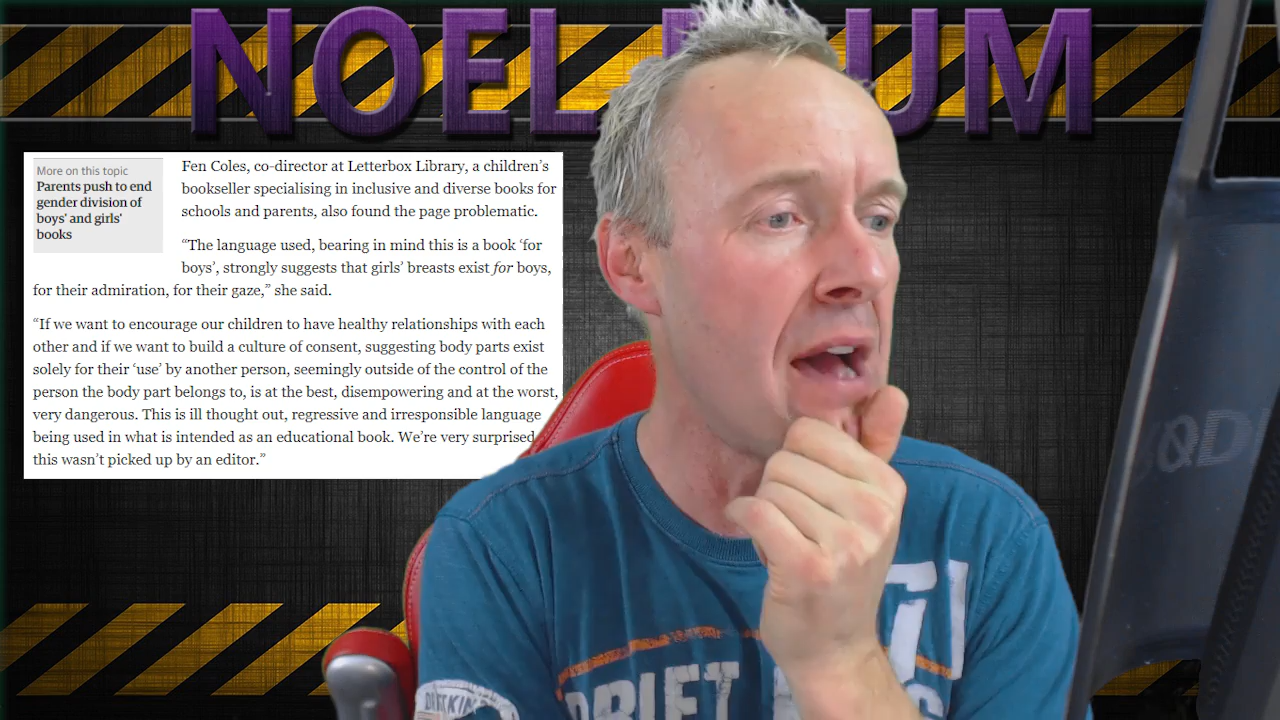 NOEL UM
More on this topic
Parents push to end
gender division of
boys' and girls'
books
Fen Coles, co-director at Letterbox Library, a children's
bookseller specialising in inclusive and diverse books for
schools and parents, also found the page problematic.
“The language used, bearing in mind this is a book ‘for
boys’, strongly suggests that girls’ breasts exist for boys,
for their admiration, for their gaze,” she said.
“If we want to encourage our children to have healthy relationships with each
other and if we want to build a culture of consent, suggesting body parts exist
solely for their ‘use’ by another person, seemingly outside of the control of the
person the body part belongs to, is at the best, disempowering and at the worst,
very dangerous. This is ill thought out, regressive and irresponsible language
being used in what is intended as an educational book. We’re very surprised
this wasn’t picked up by an editor.”